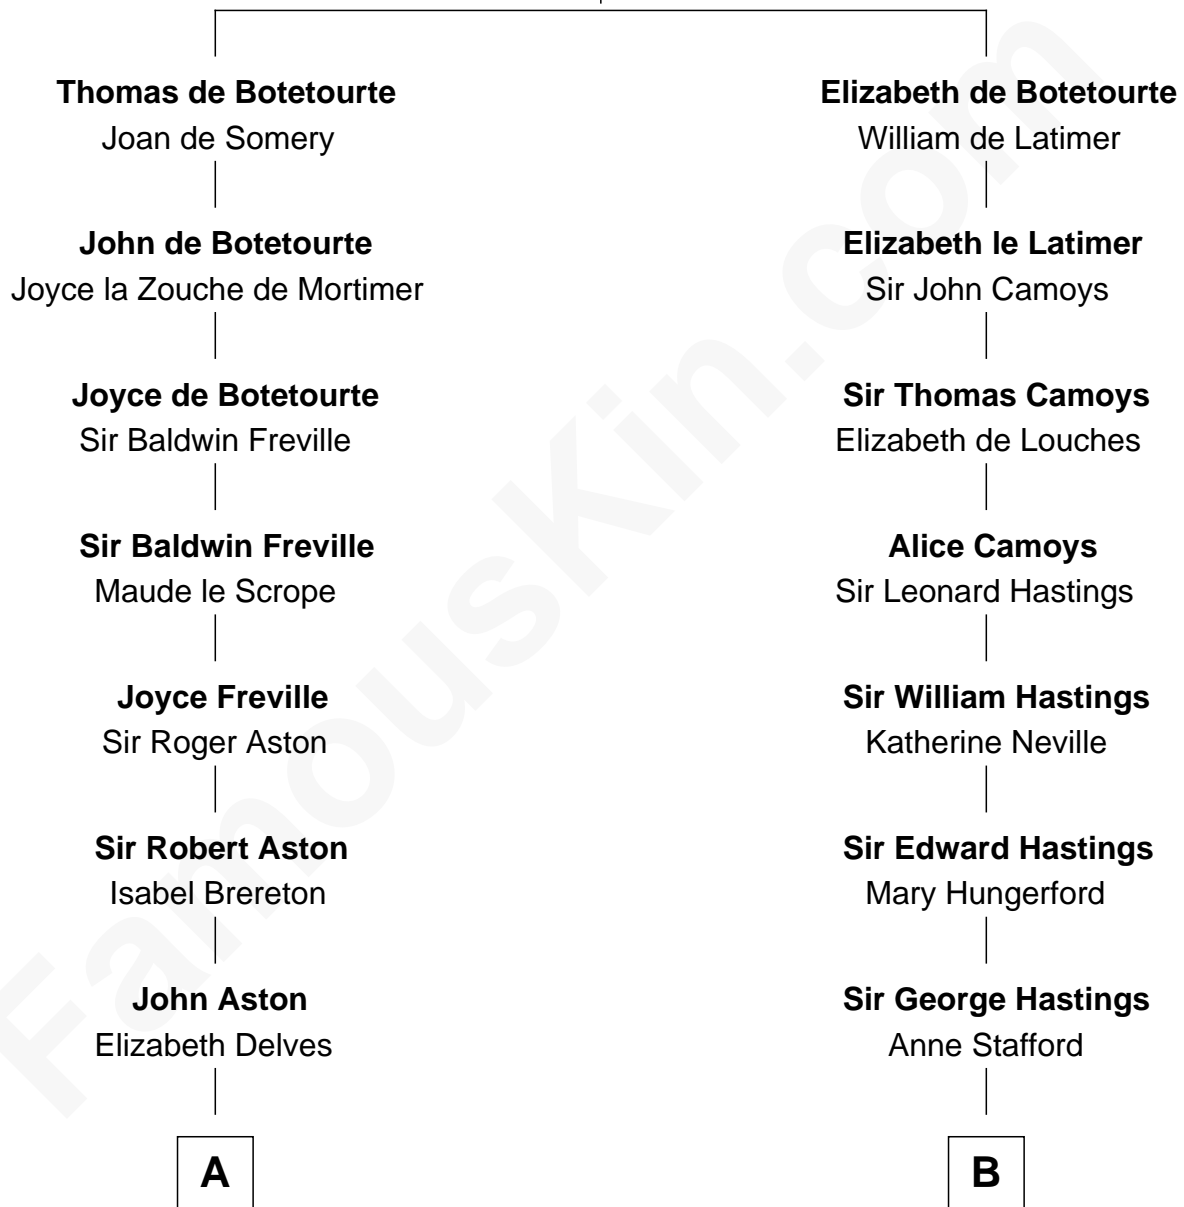 Thomas de Botetourte
Joan de Somery
John de Botetourte
Joyce la Zouche de Mortimer
Joyce de Botetourte
Sir Baldwin Freville
Sir Baldwin Freville
Maude le Scrope
Joyce Freville
Sir Roger Aston
Sir Robert Aston
Isabel Brereton
John Aston
Elizabeth Delves
A
Elizabeth de Botetourte
William de Latimer
Elizabeth le Latimer
Sir John Camoys
Sir Thomas Camoys
Elizabeth de Louches
Alice Camoys
Sir Leonard Hastings
Sir William Hastings
Katherine Neville
Sir Edward Hastings
Mary Hungerford
Sir George Hastings
Anne Stafford
B
FamousKin.com